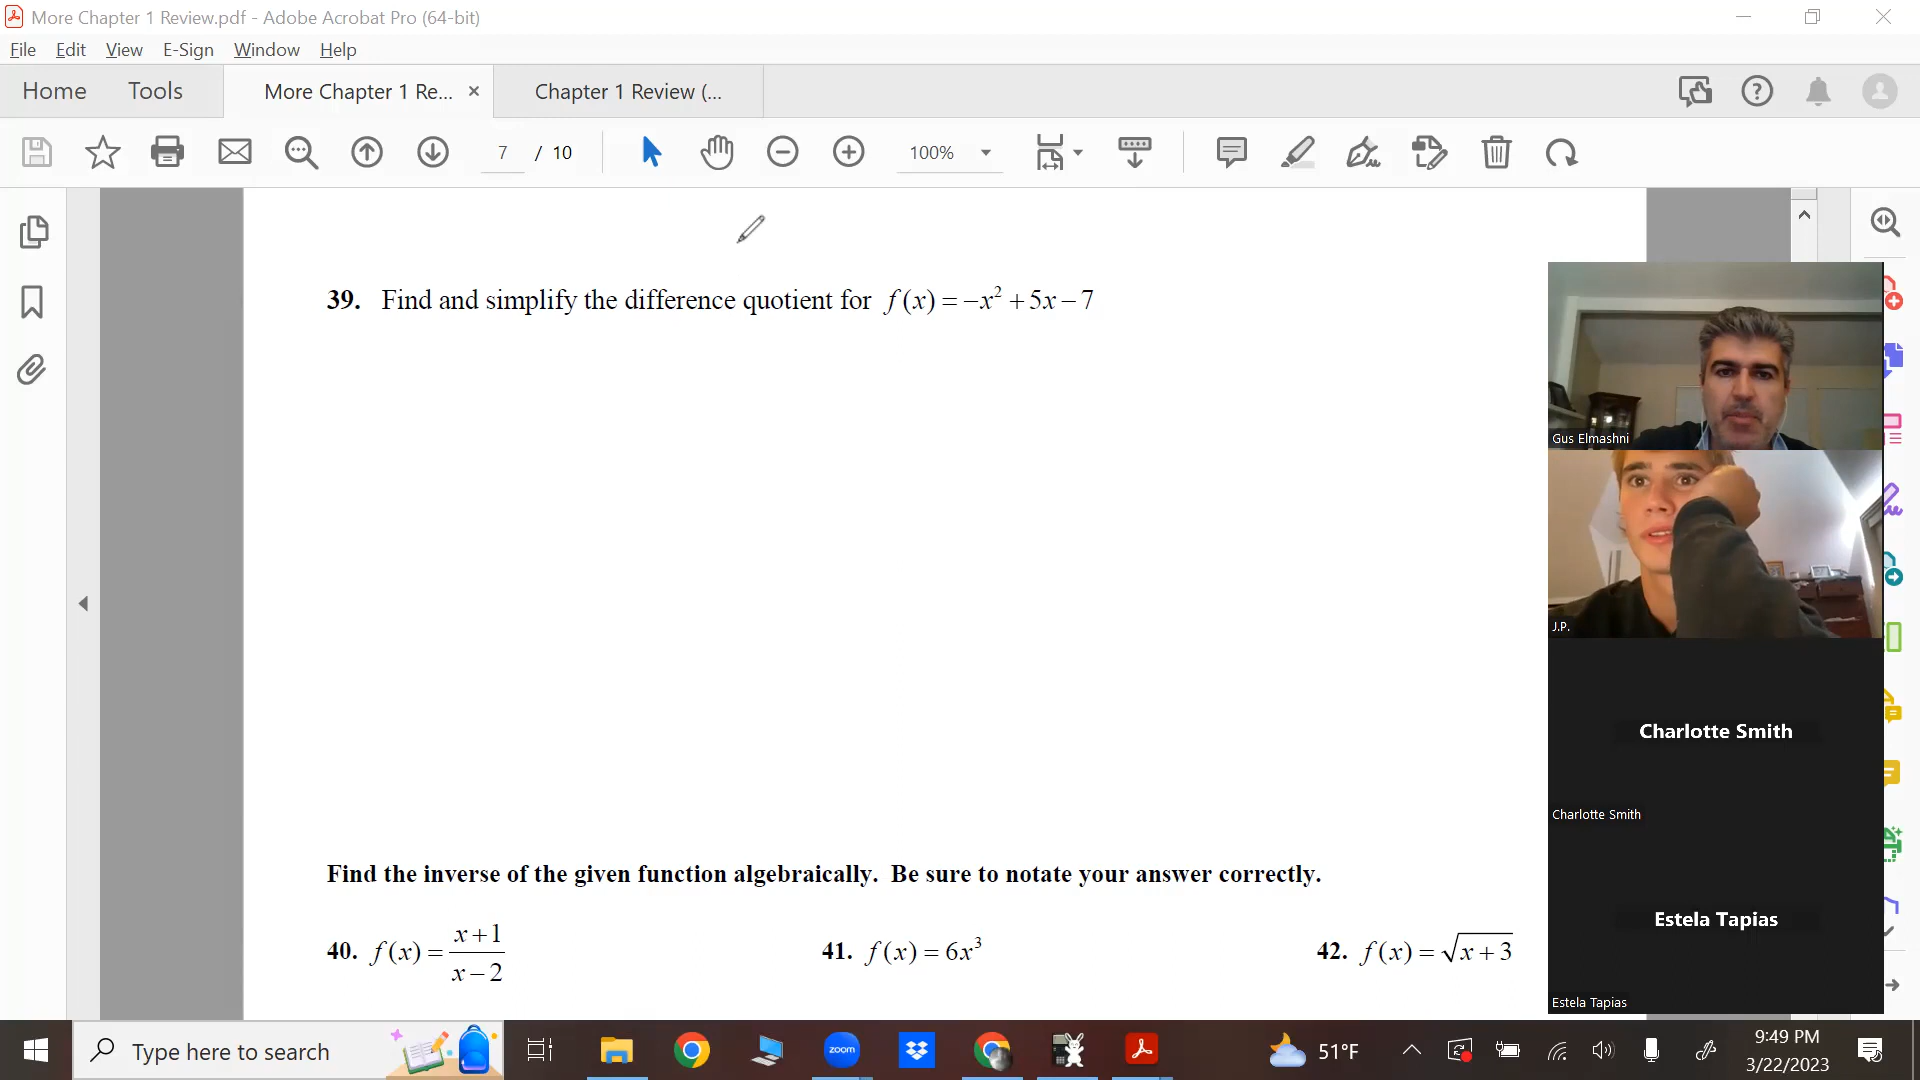 More Chapter 1 Review.pdf - Adobe Acrobat Pro (64-bit)
File Edit View E-Sign Window Help
Home Tools More Chapter 1 Re... × Chapter 1 Review (...
7 / 10 100%
39. Find and simplify the difference quotient for f(x) = −x² + 5x − 7
Gus Elmashni
J.P.
Charlotte Smith
Charlotte Smith
Estela Tapias
Estela Tapias
Find the inverse of the given function algebraically. Be sure to notate your answer correctly.
40. f(x) = (x+1)/(x−2) 41. f(x) = 6x³ 42. f(x) = √(x+3)
Type here to search zoom 51°F 9:49 PM
3/22/2023